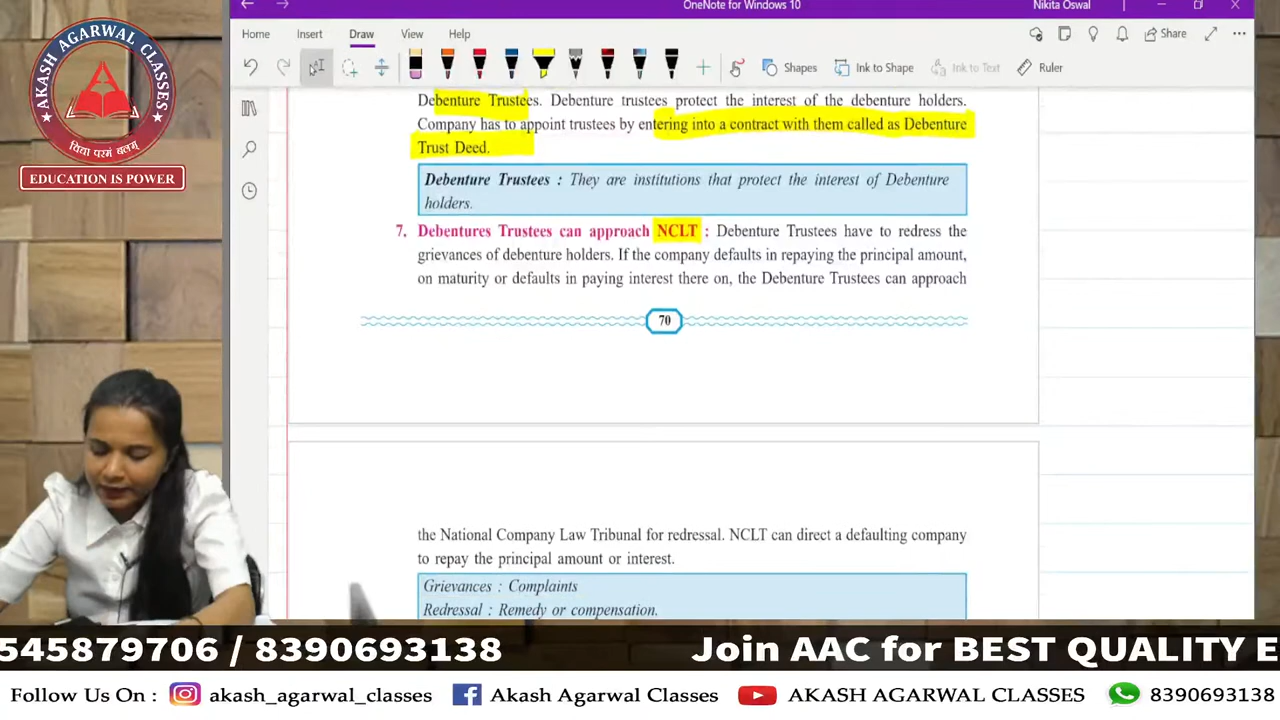 OneNote for Windows 10
Nikita Oswal
Home Insert Draw View Help
Share
Shapes
Ink to Shape
Ink to Text
Ruler
AKASH AGARWAL CLASSES
विद्या परमं बलम्
EDUCATION IS POWER
Debenture Trustees. Debenture trustees protect the interest of the debenture holders.
Company has to appoint trustees by entering into a contract with them called as Debenture
Trust Deed.
Debenture Trustees : They are institutions that protect the interest of Debenture
holders.
7. Debentures Trustees can approach NCLT : Debenture Trustees have to redress the
grievances of debenture holders. If the company defaults in repaying the principal amount,
on maturity or defaults in paying interest there on, the Debenture Trustees can approach
70
the National Company Law Tribunal for redressal. NCLT can direct a defaulting company
to repay the principal amount or interest.
Grievances : Complaints
Redressal : Remedy or compensation.
545879706 / 8390693138 Join AAC for BEST QUALITY E
Follow Us On : akash_agarwal_classes Akash Agarwal Classes AKASH AGARWAL CLASSES 8390693138